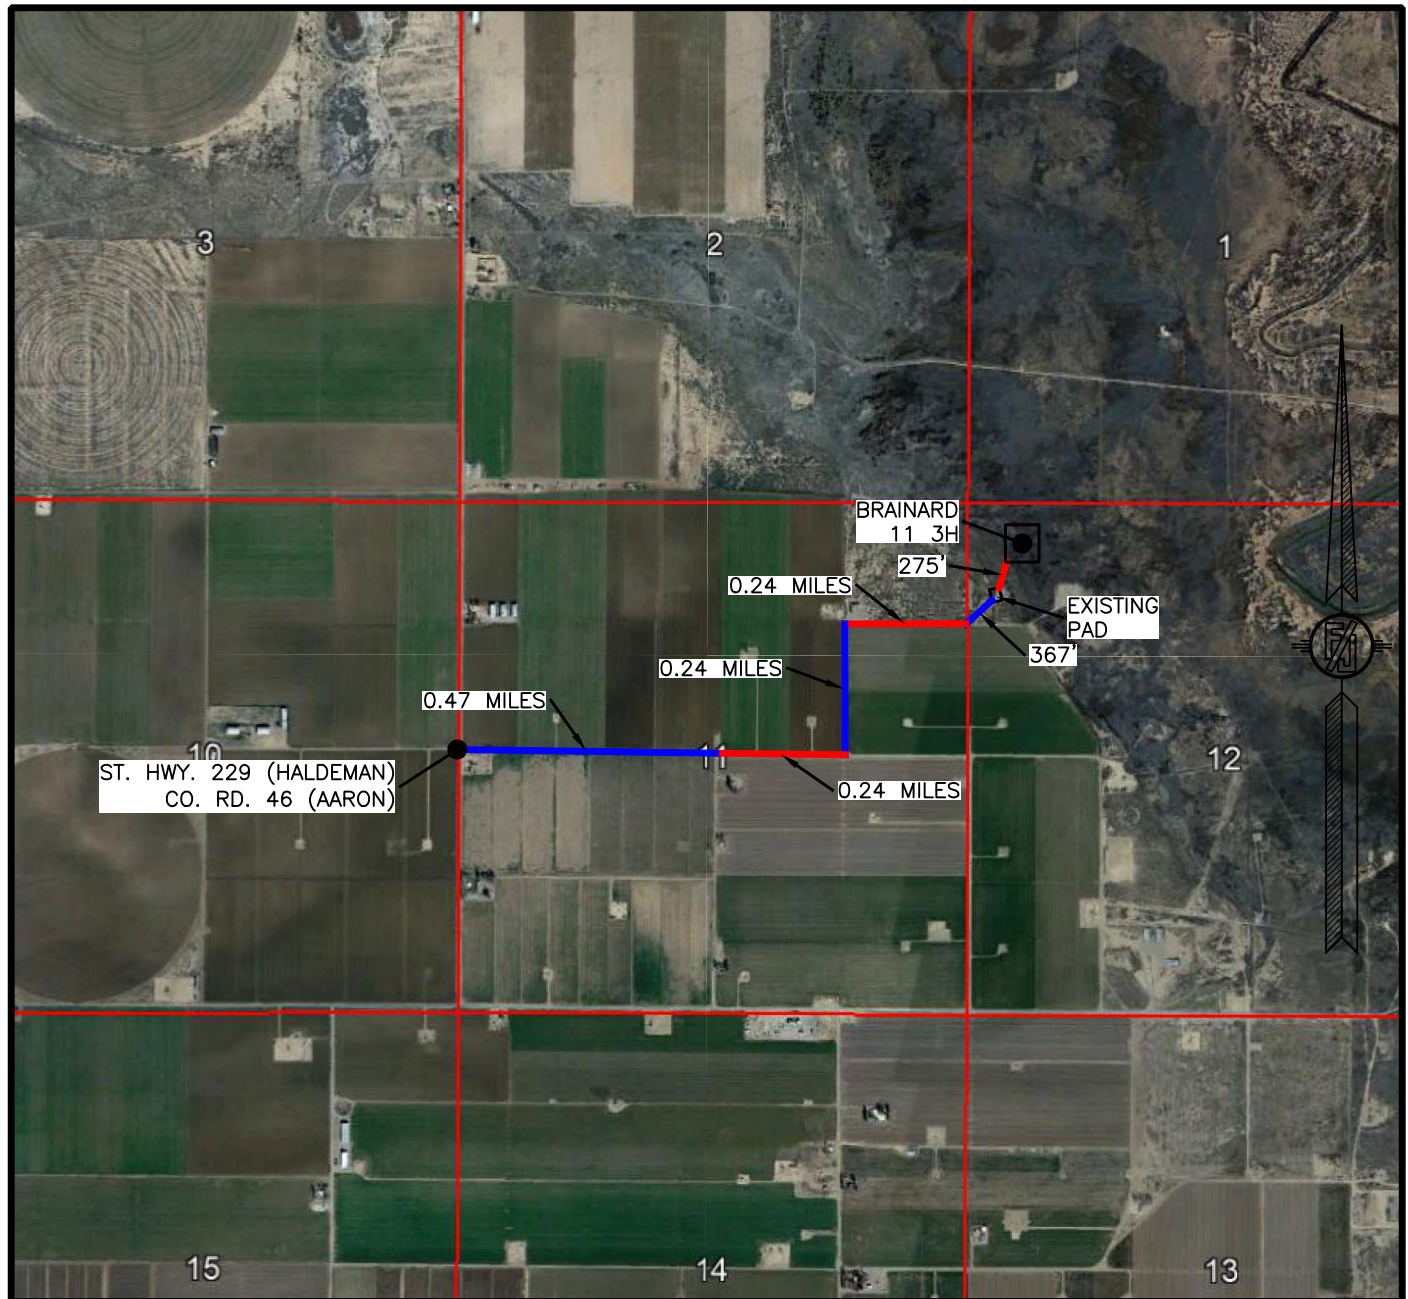 3
2
1
BRAINARD
11 3H
275'
0.24 MILES
EXISTING
PAD
367'
0.24 MILES
0.47 MILES
10
11
12
ST. HWY. 229 (HALDEMAN)
CO. RD. 46 (AARON)
0.24 MILES
15
14
13